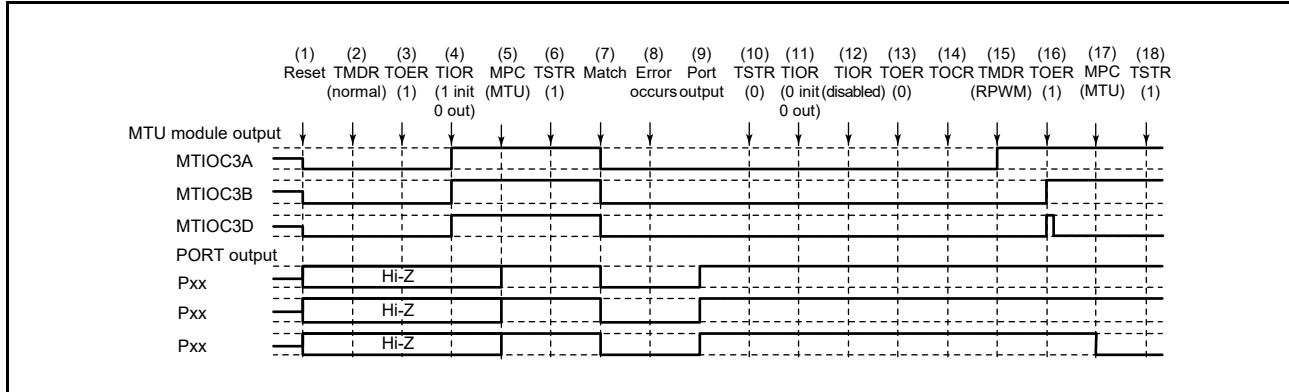 (1) (2) (3) (4) (5) (6) (7) (8) (9) (10) (11) (12) (13) (14) (15) (16) (17) (18)
Reset TMDR TOER TIOR MPC TSTR Match Error Port TSTR TIOR TIOR TOER TOCR TMDR TOER MPC TSTR
(normal) (1) (1 init (MTU) (1) occurs output (0) (0 init (disabled) (0) (RPWM) (1) (MTU) (1)
0 out) 0 out)
MTU module output
MTIOC3A
MTIOC3B
MTIOC3D
PORT output
Pxx Hi-Z
Pxx Hi-Z
Pxx Hi-Z